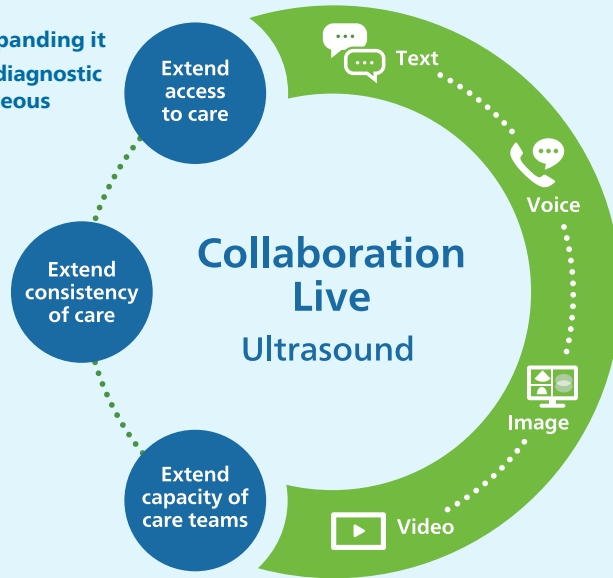 panding it
diagnostic
eous
Extend
access
to care
Text
Voice
Extend
consistency
of care
Collaboration
Live
Ultrasound
Image
Extend
capacity of
care teams
Video